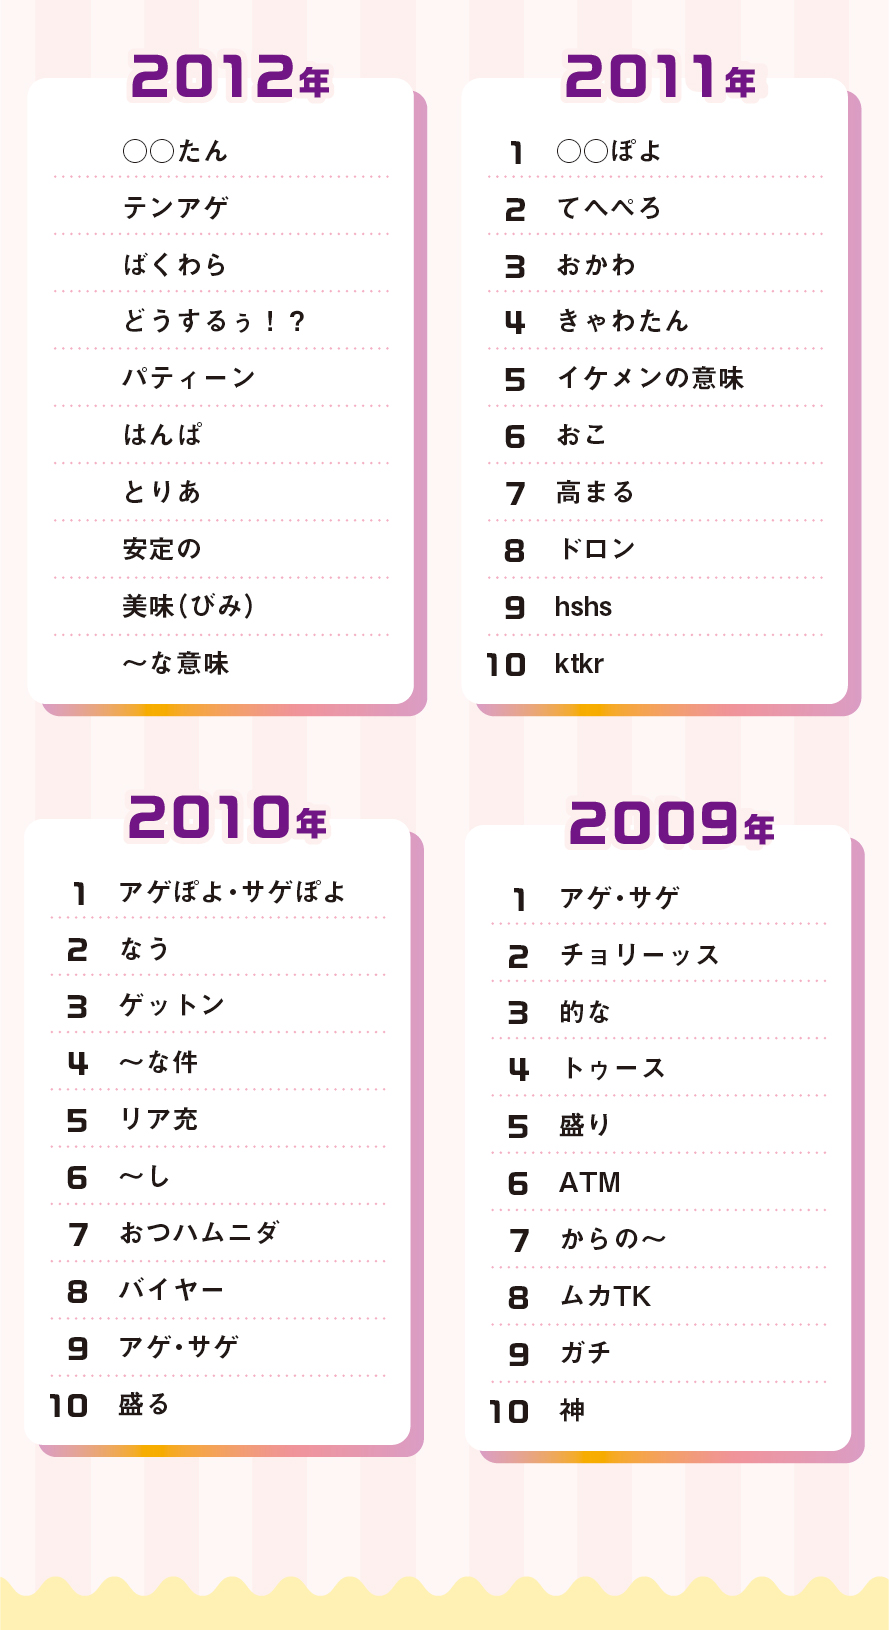 2012年
◯◯たん
テンアゲ
ばくわら
どうするぅ！？
パティーン
はんぱ
とりあ
安定の
美味(びみ)
〜な意味
2011年
1 ◯◯ぽよ
2 てへぺろ
3 おかわ
4 きゃわたん
5 イケメンの意味
6 おこ
7 高まる
8 ドロン
9 hshs
10 ktkr
2010年
1 アゲぽよ・サゲぽよ
2 なう
3 ゲットン
4 〜な件
5 リア充
6 〜し
7 おつハムニダ
8 バイヤー
9 アゲ・サゲ
10 盛る
2009年
1 アゲ・サゲ
2 チョリーッス
3 的な
4 トゥース
5 盛り
6 ATM
7 からの〜
8 ムカTK
9 ガチ
10 神